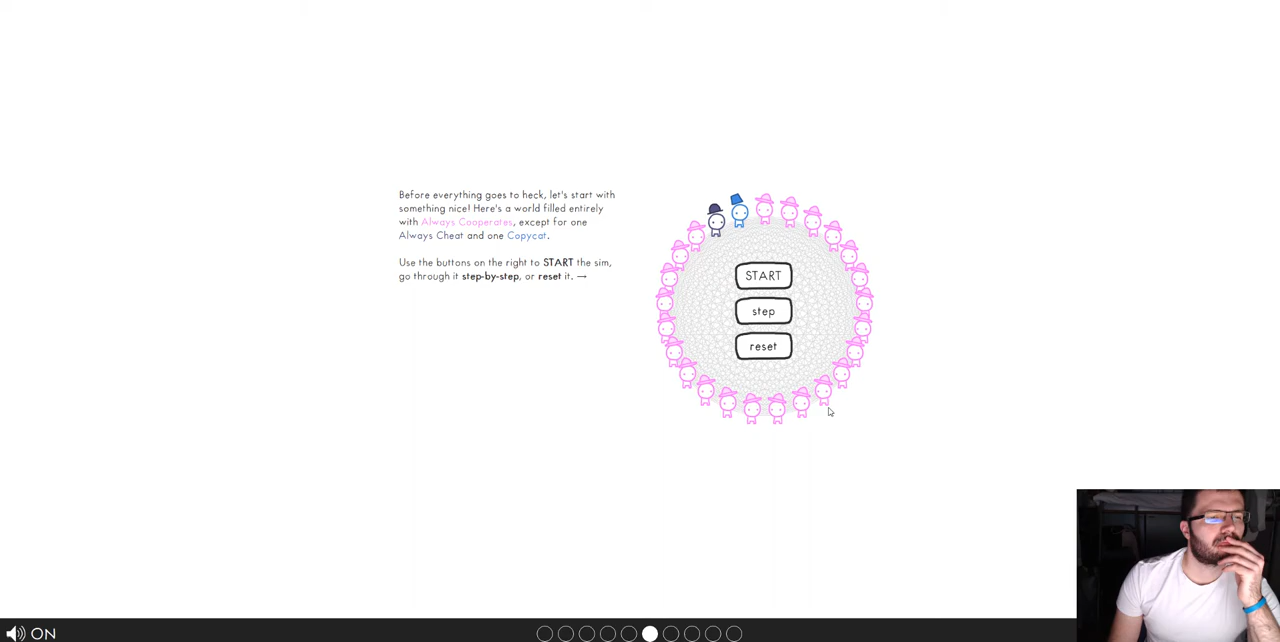 Before everything goes to heck, let's start with
something nice! Here's a world filled entirely
with Always Cooperates, except for one
Always Cheat and one Copycat.
Use the buttons on the right to START the sim,
go through it step-by-step, or reset it. →
START
step
reset
ON